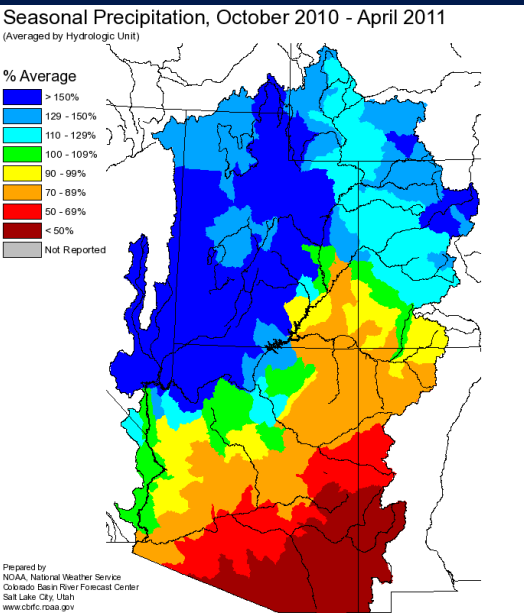 Seasonal Precipitation, October 2010 - April 2011
(Averaged by Hydrologic Unit)
% Average
> 150%
129 - 150%
110 - 129%
100 - 109%
90 - 99%
70 - 89%
50 - 69%
< 50%
Not Reported
Prepared by
NOAA, National Weather Service
Colorado Basin River Forecast Center
Salt Lake City, Utah
www.cbrfc.noaa.gov